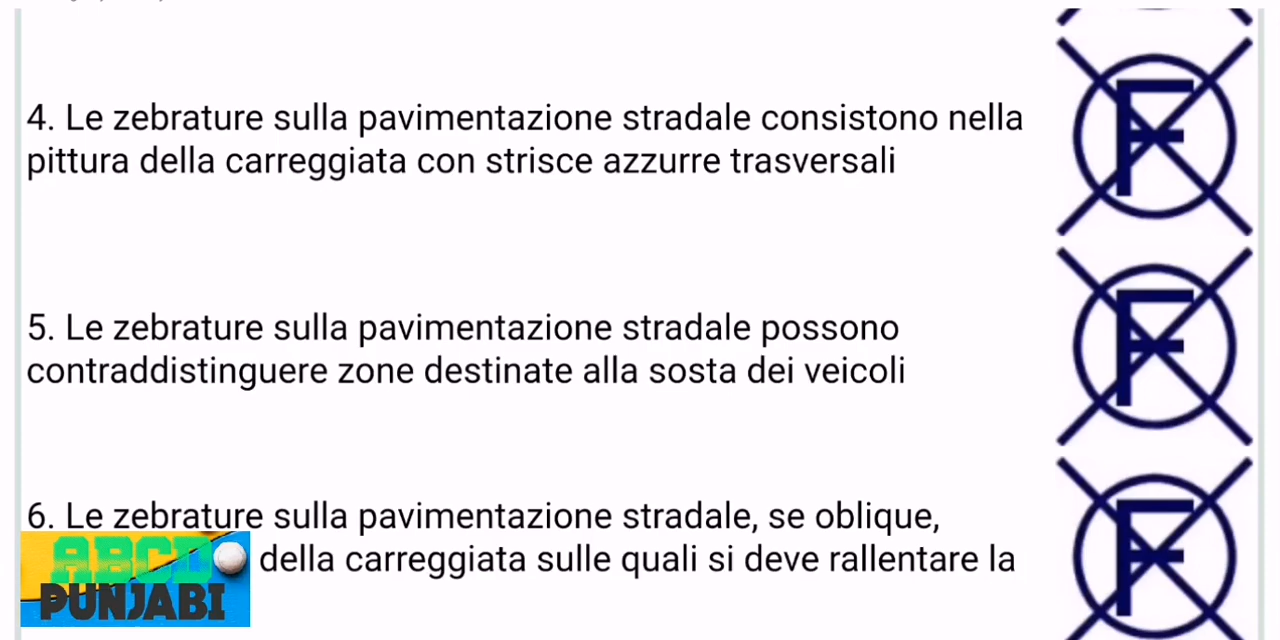 4. Le zebrature sulla pavimentazione stradale consistono nella
pittura della carreggiata con strisce azzurre trasversali
F
5. Le zebrature sulla pavimentazione stradale possono
contraddistinguere zone destinate alla sosta dei veicoli
F
6. Le zebrature sulla pavimentazione stradale, se oblique,
della carreggiata sulle quali si deve rallentare la
F
ABCD
PUNJABI